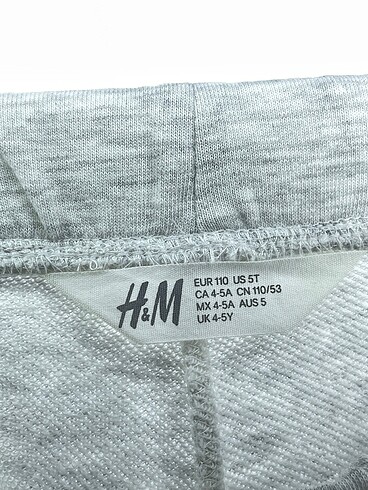 H&M
EUR 110 US 5T
CA 4-5A CN 110/53
MX 4-5A AUS 5
UK 4-5Y